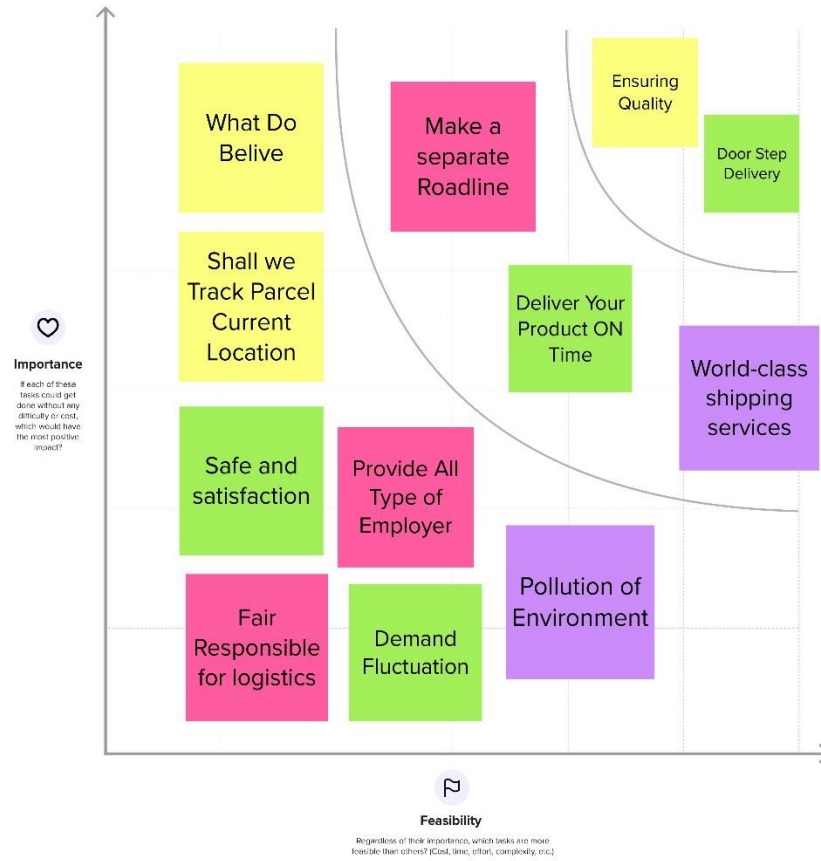 What Do
Belive
Make a
separate
Roadline
Ensuring
Quality
Door Step
Delivery
Shall we
Track Parcel
Current
Location
Deliver Your
Product ON
Time
World-class
shipping
services
Importance
If each of these
tasks could get
done without any
difficulty or cost,
which would have
the most positive
impact?
Safe and
satisfaction
Provide All
Type of
Employer
Pollution of
Environment
Fair
Responsible
for logistics
Demand
Fluctuation
Feasibility
Regardless of their importance, which tasks are more
feasible than others? (Cost, time, effort, complexity, etc.)